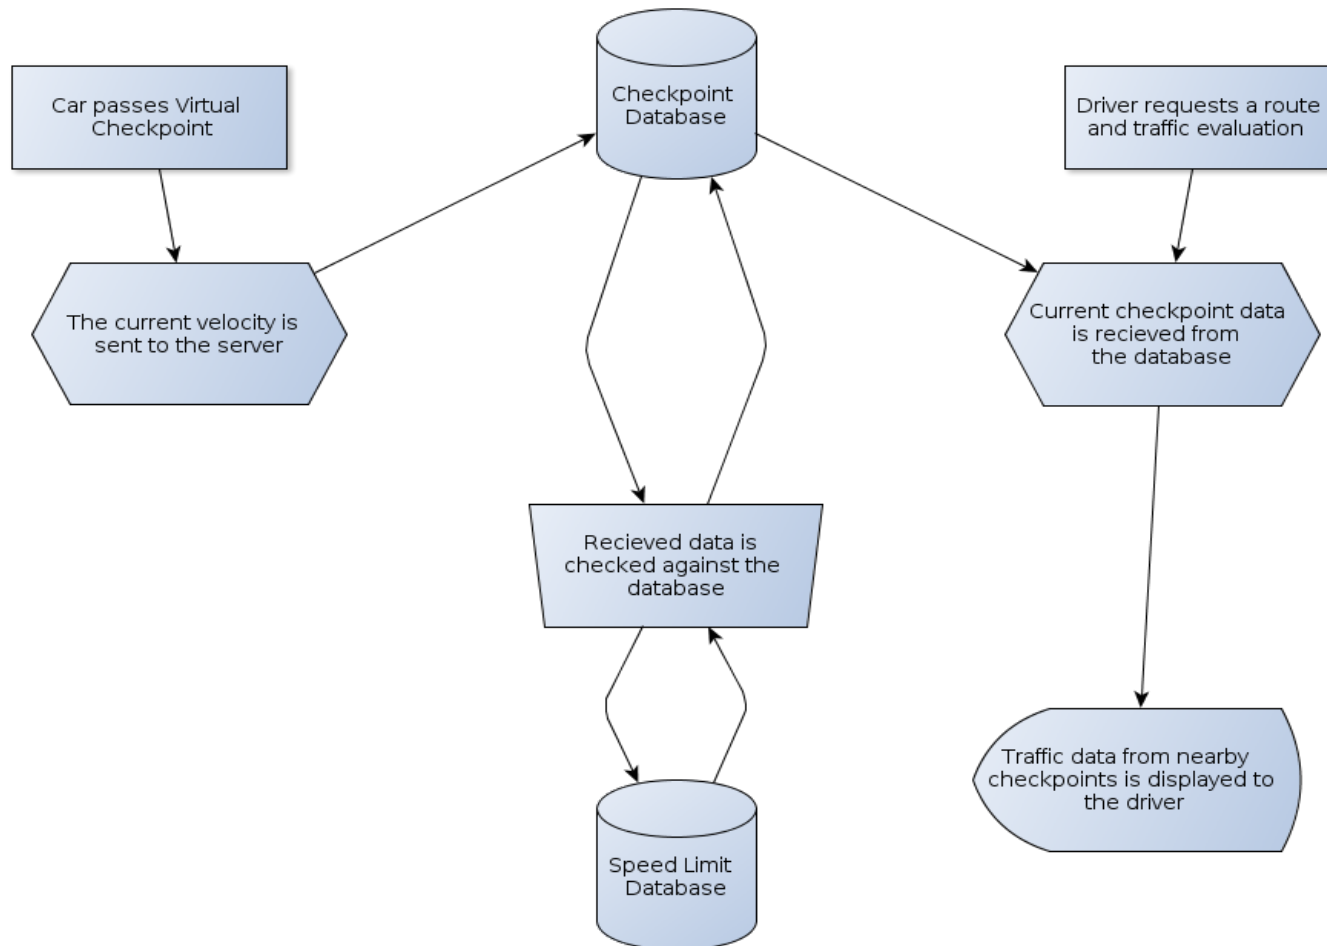 Car passes Virtual
Checkpoint
Checkpoint
Database
Driver requests a route
and traffic evaluation
The current velocity is
sent to the server
Current checkpoint data
is recieved from
the database
Recieved data is
checked against the
database
Traffic data from nearby
checkpoints is displayed to
the driver
Speed Limit
Database